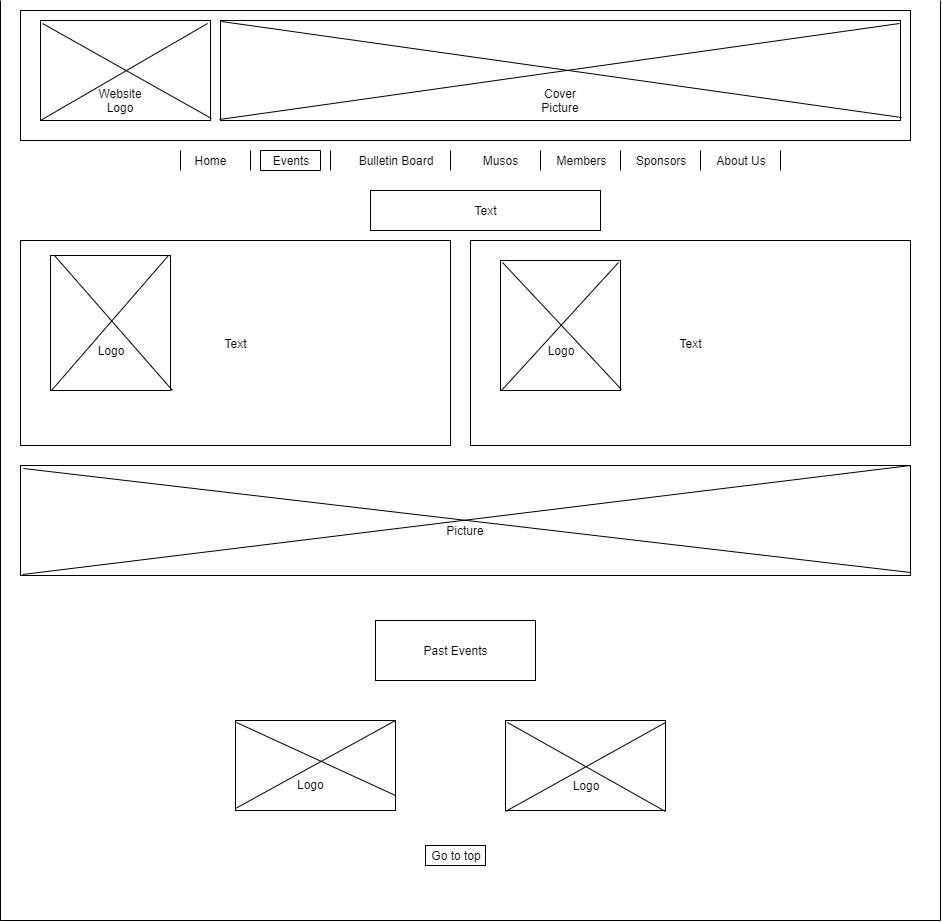 Website
Logo
Cover
Picture
Home Events Bulletin Board Musos Members Sponsors About Us
Text
Logo
Text
Logo
Text
Picture
Past Events
Logo
Logo
Go to top